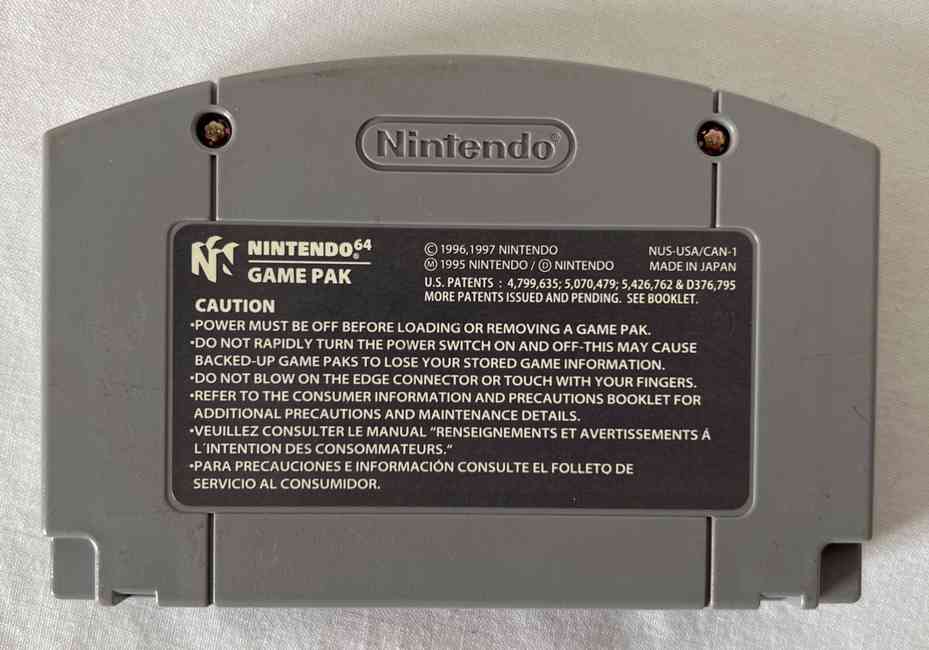 Nintendo®
NINTENDO®64
GAME PAK
© 1996,1997 NINTENDO
Ⓜ 1995 NINTENDO / Ⓓ NINTENDO
NUS-USA/CAN-1
MADE IN JAPAN
U.S. PATENTS : 4,799,635; 5,070,479; 5,426,762 & D376,795
MORE PATENTS ISSUED AND PENDING. SEE BOOKLET.
CAUTION
•POWER MUST BE OFF BEFORE LOADING OR REMOVING A GAME PAK.
•DO NOT RAPIDLY TURN THE POWER SWITCH ON AND OFF-THIS MAY CAUSE
BACKED-UP GAME PAKS TO LOSE YOUR STORED GAME INFORMATION.
•DO NOT BLOW ON THE EDGE CONNECTOR OR TOUCH WITH YOUR FINGERS.
•REFER TO THE CONSUMER INFORMATION AND PRECAUTIONS BOOKLET FOR
ADDITIONAL PRECAUTIONS AND MAINTENANCE DETAILS.
•VEUILLEZ CONSULTER LE MANUAL "RENSEIGNEMENTS ET AVERTISSEMENTS Á
L´INTENTION DES CONSOMMATEURS."
•PARA PRECAUCIONES E INFORMACIÓN CONSULTE EL FOLLETO DE
SERVICIO AL CONSUMIDOR.